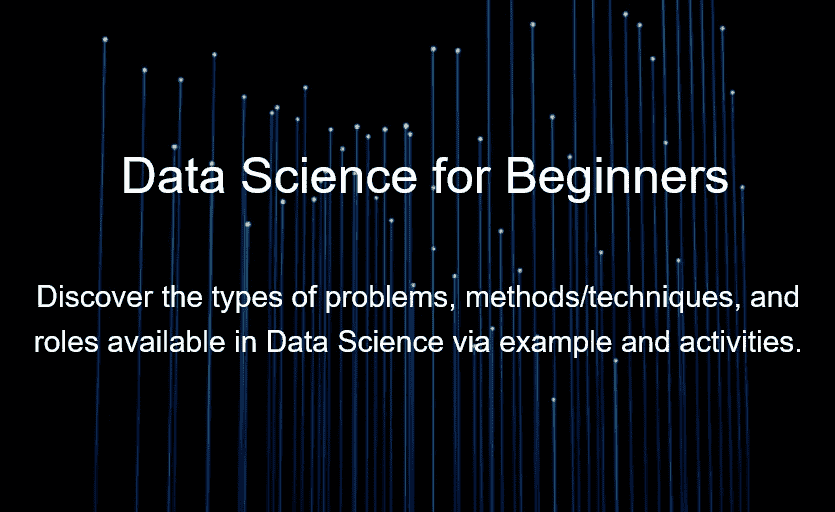 Data Science for Beginners
Discover the types of problems, methods/techniques, and
roles available in Data Science via example and activities.